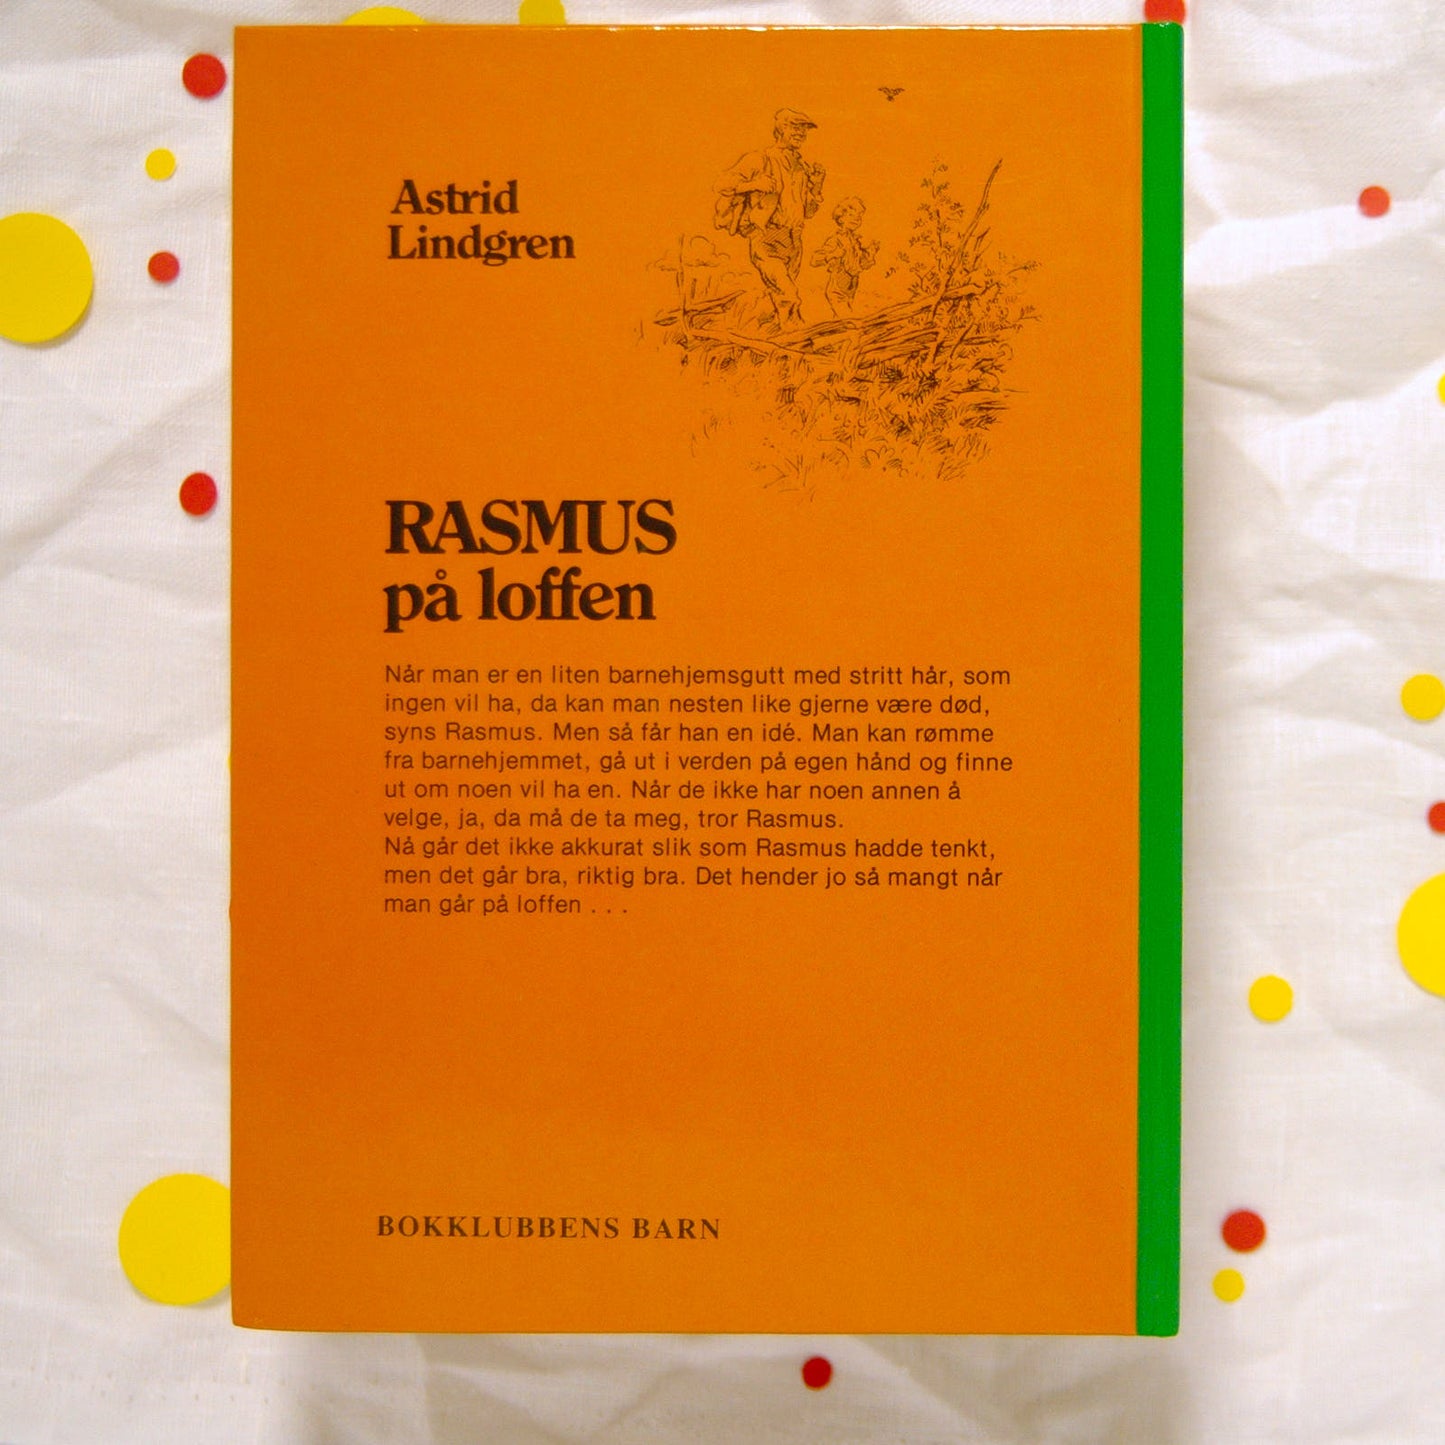 Astrid
Lindgren
RASMUS
på loffen
Når man er en liten barnehjemsgutt med stritt hår, som
ingen vil ha, da kan man nesten like gjerne være død,
syns Rasmus. Men så får han en idé. Man kan rømme
fra barnehjemmet, gå ut i verden på egen hånd og finne
ut om noen vil ha en. Når de ikke har noen annen å
velge, ja, da må de ta meg, tror Rasmus.
Nå går det ikke akkurat slik som Rasmus hadde tenkt,
men det går bra, riktig bra. Det hender jo så mangt når
man går på loffen . . .
BOKKLUBBENS BARN